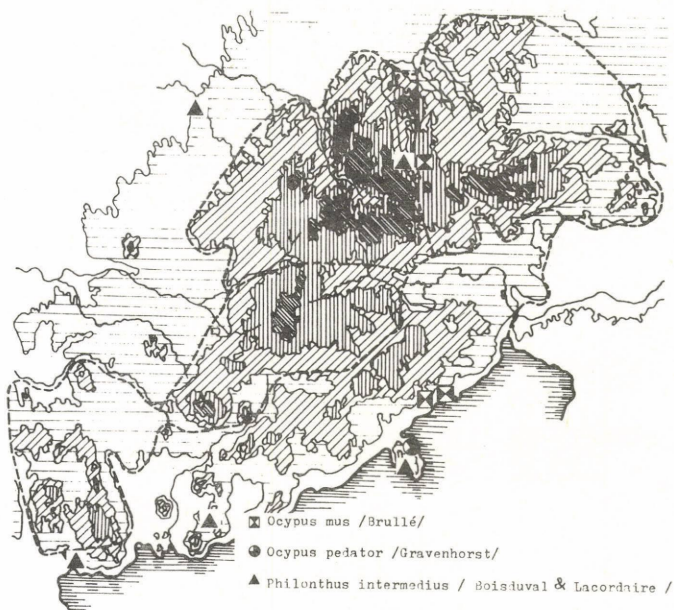 Ocypus mus /Brullé/
Ocypus pedator /Gravenhorst/
Philonthus intermedius / Boisduval & Lacordaire /